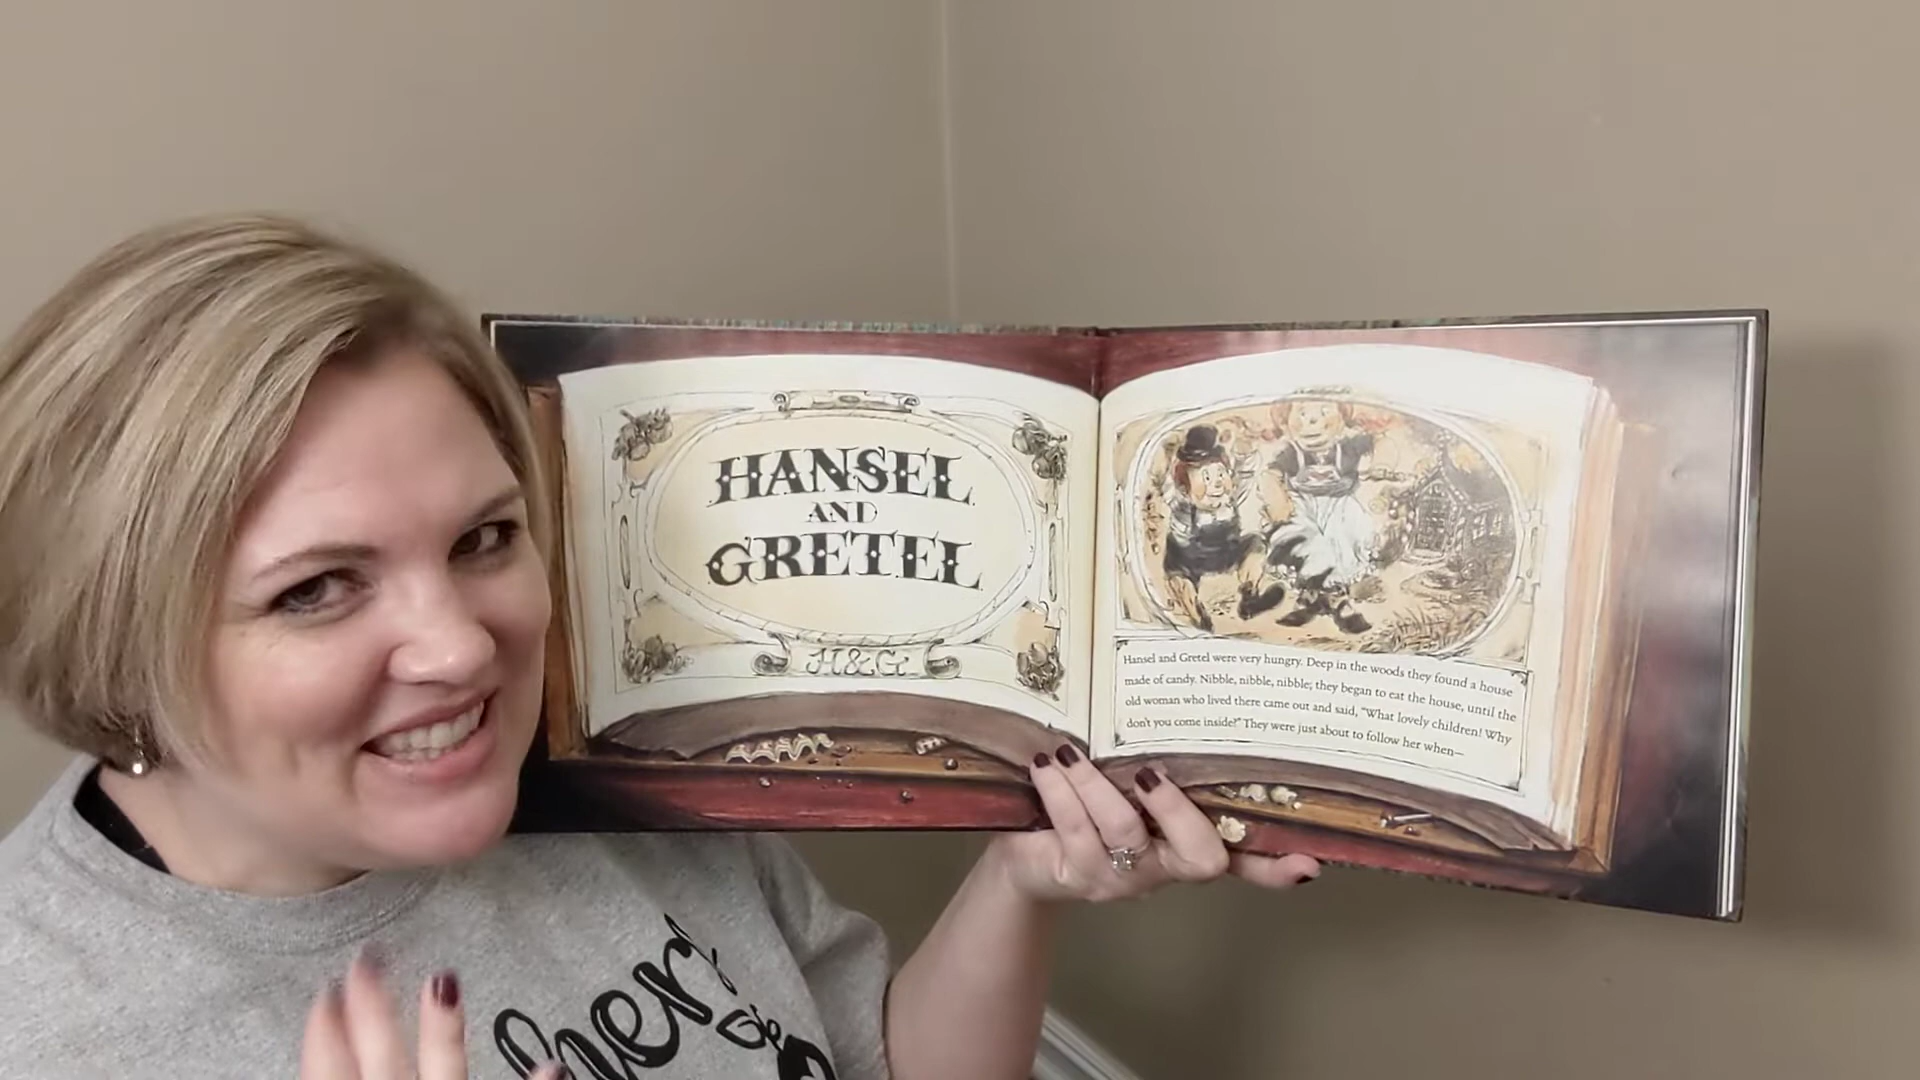 HANSEL
AND
GRETEL
H&G
Hansel and Gretel were very hungry. Deep in the woods they found a house
made of candy. Nibble, nibble, nibble; they began to eat the house, until the
old woman who lived there came out and said, “What lovely children! Why
don't you come inside?” They were just about to follow her when—